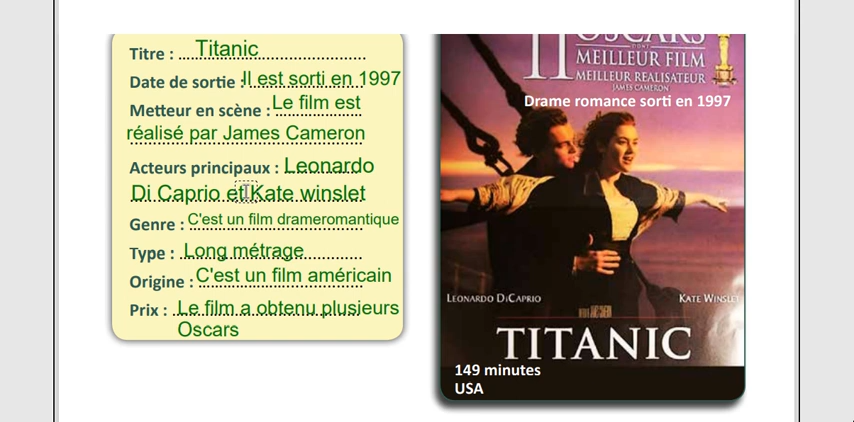 Titre : Titanic
Date de sortie : Il est sorti en 1997
Metteur en scène : Le film est
réalisé par James Cameron
Acteurs principaux : Leonardo
Di Caprio et Kate winslet
Genre : C'est un film drameromantique
Type : Long métrage
Origine : C'est un film américain
Prix : Le film a obtenu plusieurs
Oscars
11 OSCARS
DONT
MEILLEUR FILM
MEILLEUR REALISATEUR
JAMES CAMERON
Drame romance sorti en 1997
LEONARDO DICAPRIO
KATE WINSLET
TITANIC
149 minutes
USA